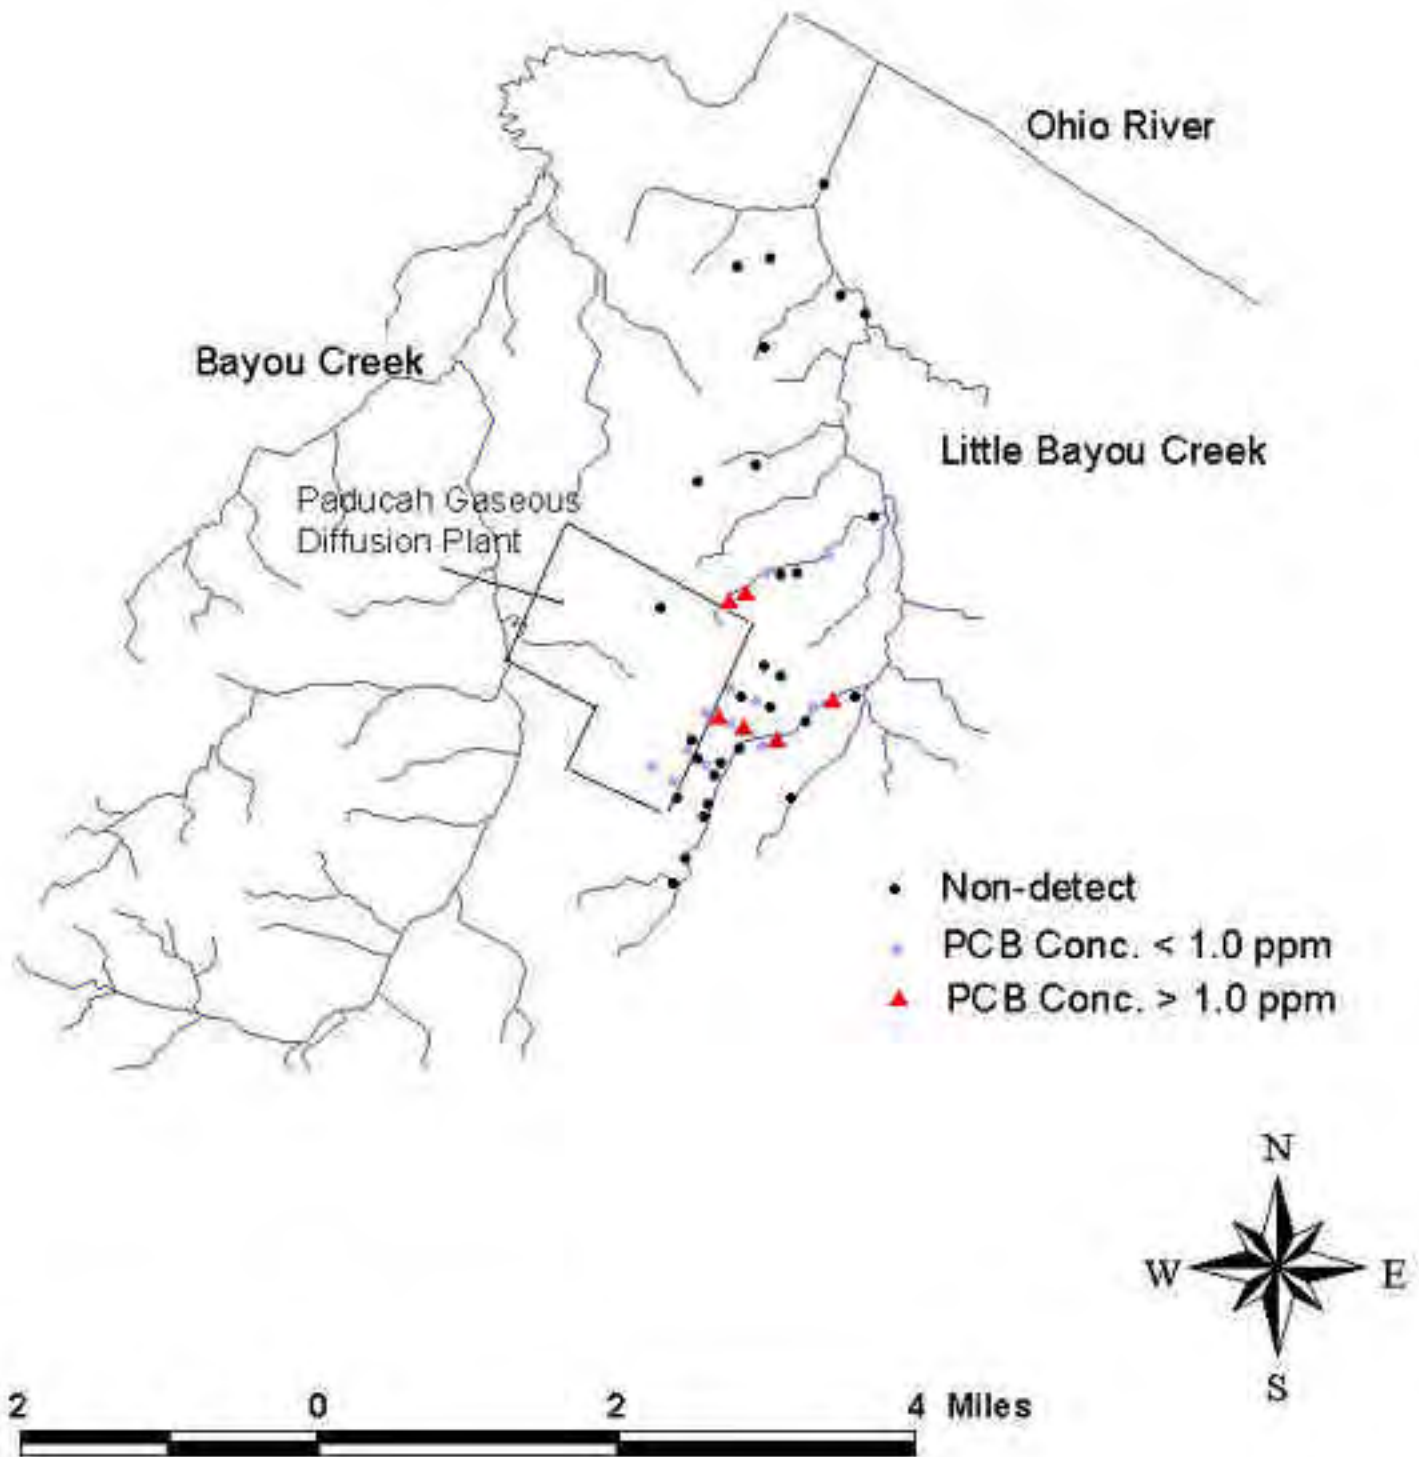 Ohio River
Bayou Creek
Little Bayou Creek
Paducah Gaseous
Diffusion Plant
Non-detect
PCB Conc. < 1.0 ppm
PCB Conc. > 1.0 ppm
N
W E
S
2 0 2 4 Miles